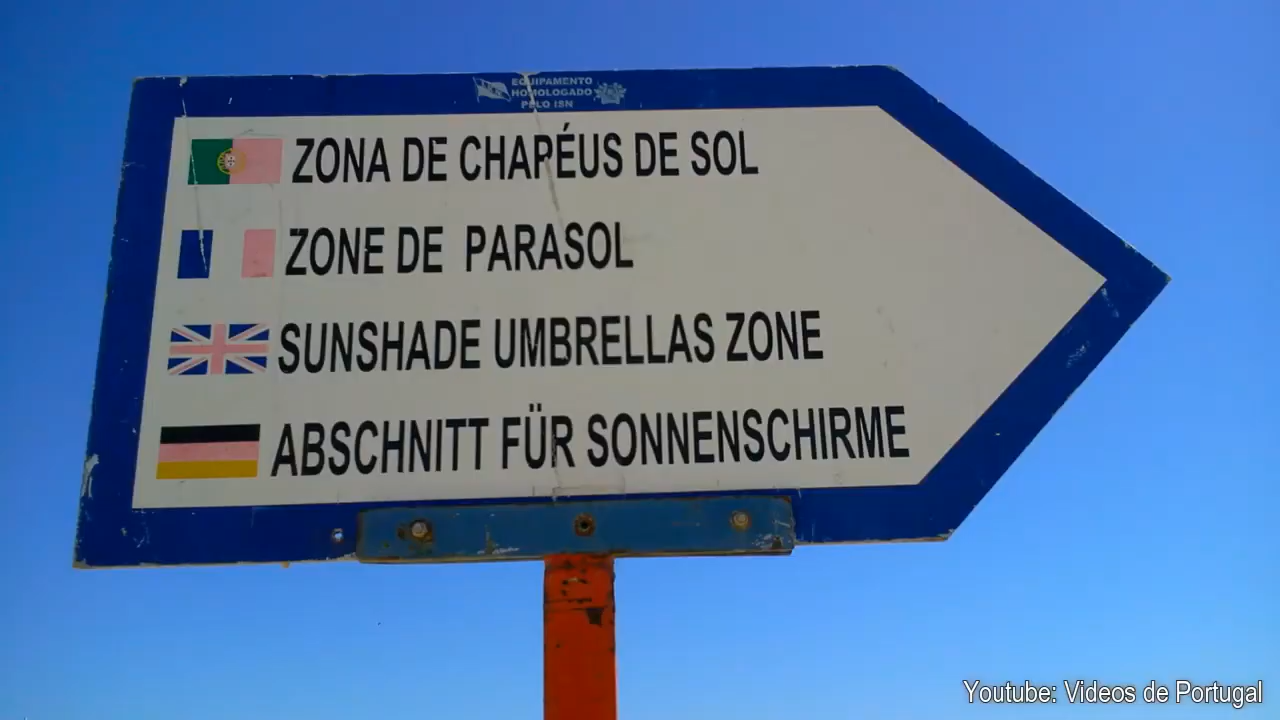 EQUIPAMENTO
HOMOLOGADO
PELO ISN
ZONA DE CHAPÉUS DE SOL
ZONE DE PARASOL
SUNSHADE UMBRELLAS ZONE
ABSCHNITT FÜR SONNENSCHIRME
Youtube: Videos de Portugal